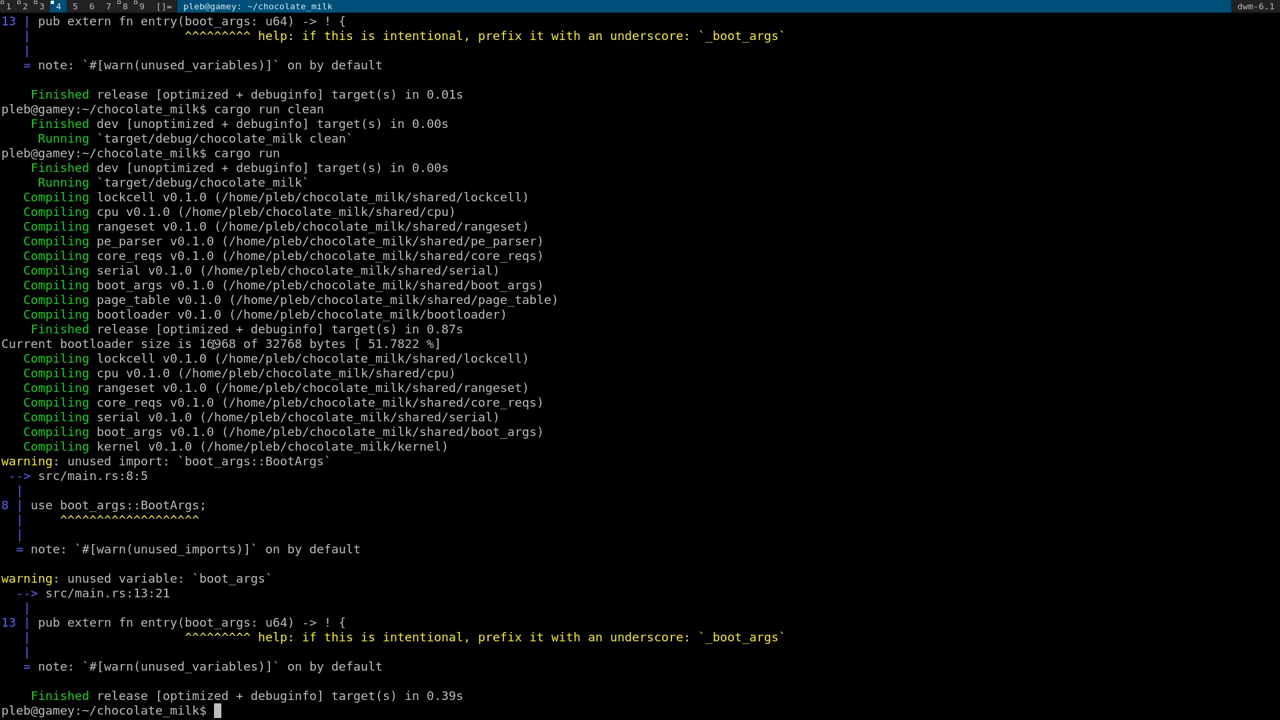 1 2 3 4 5 6 7 8 9 []= pleb@gamey: ~/chocolate_milk dwm-6.1
13 | pub extern fn entry(boot_args: u64) -> ! {
| ^^^^^^^^^ help: if this is intentional, prefix it with an underscore: `_boot_args`
|
= note: `#[warn(unused_variables)]` on by default
Finished release [optimized + debuginfo] target(s) in 0.01s
pleb@gamey:~/chocolate_milk$ cargo run clean
Finished dev [unoptimized + debuginfo] target(s) in 0.00s
Running `target/debug/chocolate_milk clean`
pleb@gamey:~/chocolate_milk$ cargo run
Finished dev [unoptimized + debuginfo] target(s) in 0.00s
Running `target/debug/chocolate_milk`
Compiling lockcell v0.1.0 (/home/pleb/chocolate_milk/shared/lockcell)
Compiling cpu v0.1.0 (/home/pleb/chocolate_milk/shared/cpu)
Compiling rangeset v0.1.0 (/home/pleb/chocolate_milk/shared/rangeset)
Compiling pe_parser v0.1.0 (/home/pleb/chocolate_milk/shared/pe_parser)
Compiling core_reqs v0.1.0 (/home/pleb/chocolate_milk/shared/core_reqs)
Compiling serial v0.1.0 (/home/pleb/chocolate_milk/shared/serial)
Compiling boot_args v0.1.0 (/home/pleb/chocolate_milk/shared/boot_args)
Compiling page_table v0.1.0 (/home/pleb/chocolate_milk/shared/page_table)
Compiling bootloader v0.1.0 (/home/pleb/chocolate_milk/bootloader)
Finished release [optimized + debuginfo] target(s) in 0.87s
Current bootloader size is 16968 of 32768 bytes [ 51.7822 %]
Compiling lockcell v0.1.0 (/home/pleb/chocolate_milk/shared/lockcell)
Compiling cpu v0.1.0 (/home/pleb/chocolate_milk/shared/cpu)
Compiling rangeset v0.1.0 (/home/pleb/chocolate_milk/shared/rangeset)
Compiling core_reqs v0.1.0 (/home/pleb/chocolate_milk/shared/core_reqs)
Compiling serial v0.1.0 (/home/pleb/chocolate_milk/shared/serial)
Compiling boot_args v0.1.0 (/home/pleb/chocolate_milk/shared/boot_args)
Compiling kernel v0.1.0 (/home/pleb/chocolate_milk/kernel)
warning: unused import: `boot_args::BootArgs`
--> src/main.rs:8:5
|
8 | use boot_args::BootArgs;
| ^^^^^^^^^^^^^^^^^^^
|
= note: `#[warn(unused_imports)]` on by default
warning: unused variable: `boot_args`
--> src/main.rs:13:21
|
13 | pub extern fn entry(boot_args: u64) -> ! {
| ^^^^^^^^^ help: if this is intentional, prefix it with an underscore: `_boot_args`
|
= note: `#[warn(unused_variables)]` on by default
Finished release [optimized + debuginfo] target(s) in 0.39s
pleb@gamey:~/chocolate_milk$